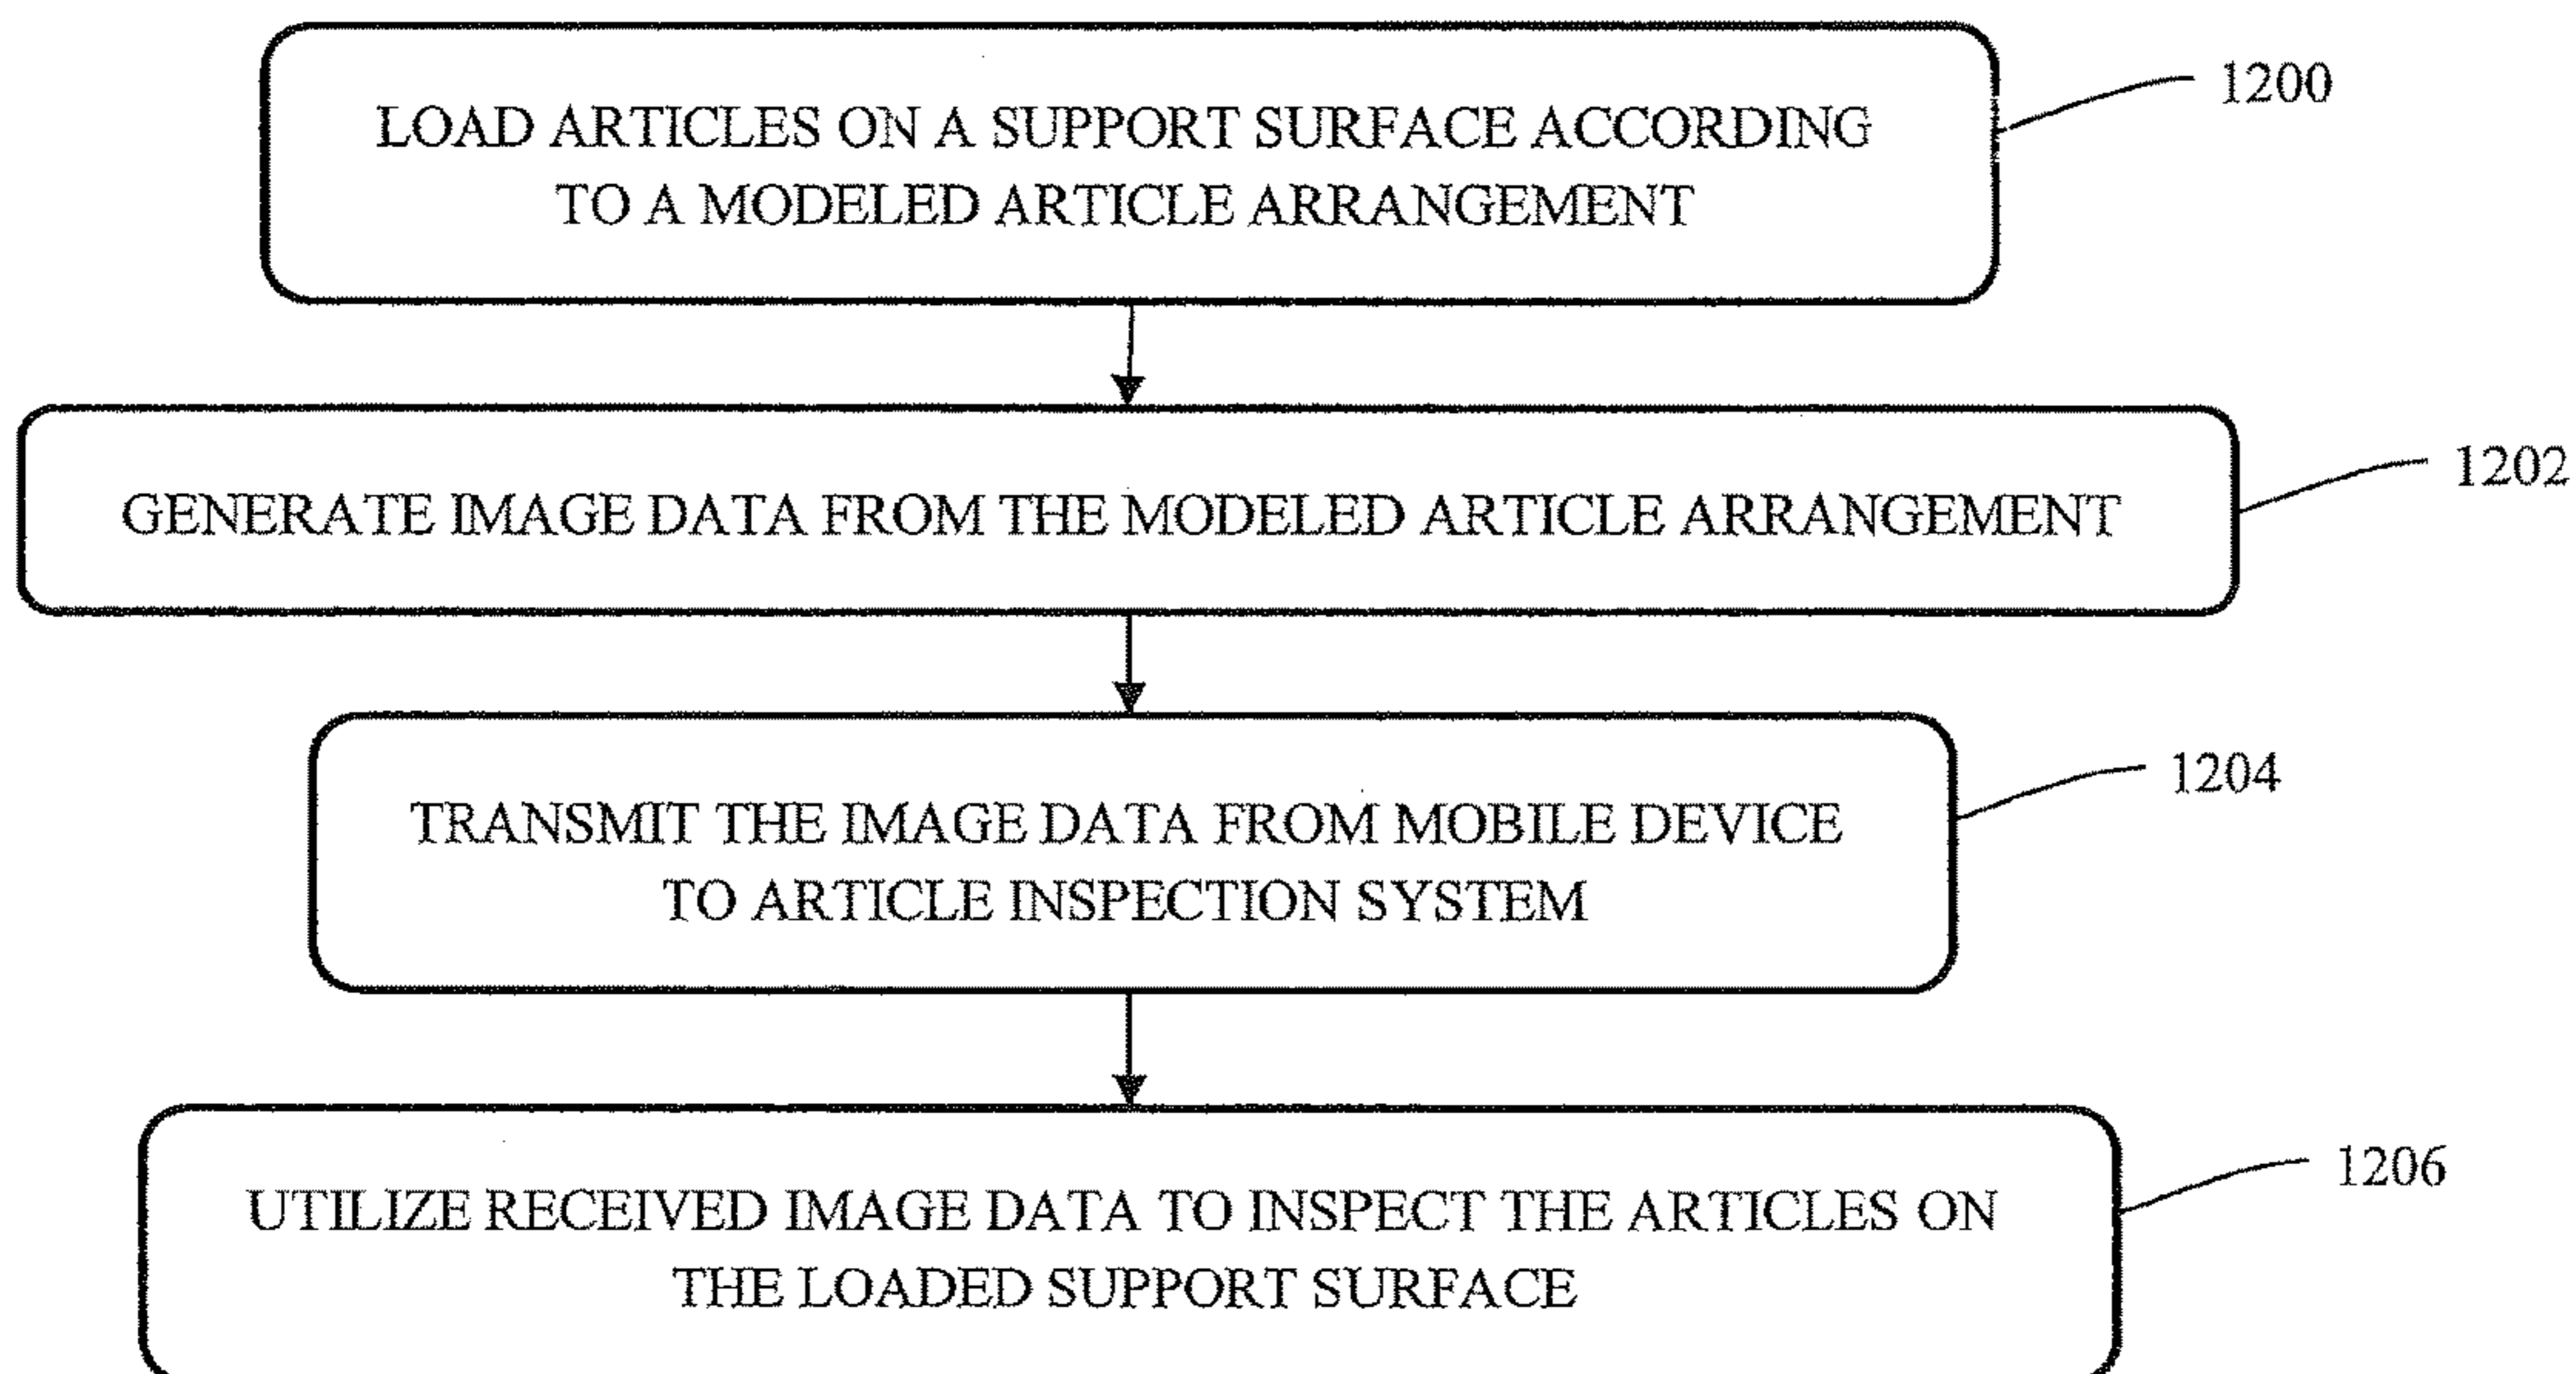 LOAD ARTICLES ON A SUPPORT SURFACE ACCORDING
TO A MODELED ARTICLE ARRANGEMENT
1200
GENERATE IMAGE DATA FROM THE MODELED ARTICLE ARRANGEMENT
1202
TRANSMIT THE IMAGE DATA FROM MOBILE DEVICE
TO ARTICLE INSPECTION SYSTEM
1204
UTILIZE RECEIVED IMAGE DATA TO INSPECT THE ARTICLES ON
THE LOADED SUPPORT SURFACE
1206